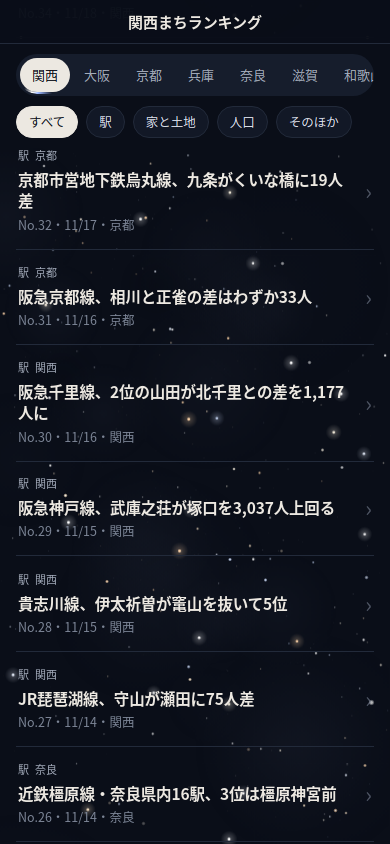 関西まちランキング
関西 大阪 京都 兵庫 奈良 滋賀
すべて 駅 家と土地 人口 そのほか
駅 京都
京都市営地下鉄烏丸線、九条がくいな橋に19人
差
No.32・11/17・京都
駅 京都
阪急京都線、相川と正雀の差はわずか33人
No.31・11/16・京都
駅 関西
阪急千里線、2位の山田が北千里との差を1,177
人に
No.30・11/16・関西
駅 関西
阪急神戸線、武庫之荘が塚口を3,037人上回る
No.29・11/15・関西
駅 関西
貴志川線、伊太祈曽が竃山を抜いて5位
No.28・11/15・関西
駅 関西
JR琵琶湖線、守山が瀬田に75人差
No.27・11/14・関西
駅 奈良
近鉄橿原線・奈良県内16駅、3位は橿原神宮前
No.26・11/14・奈良